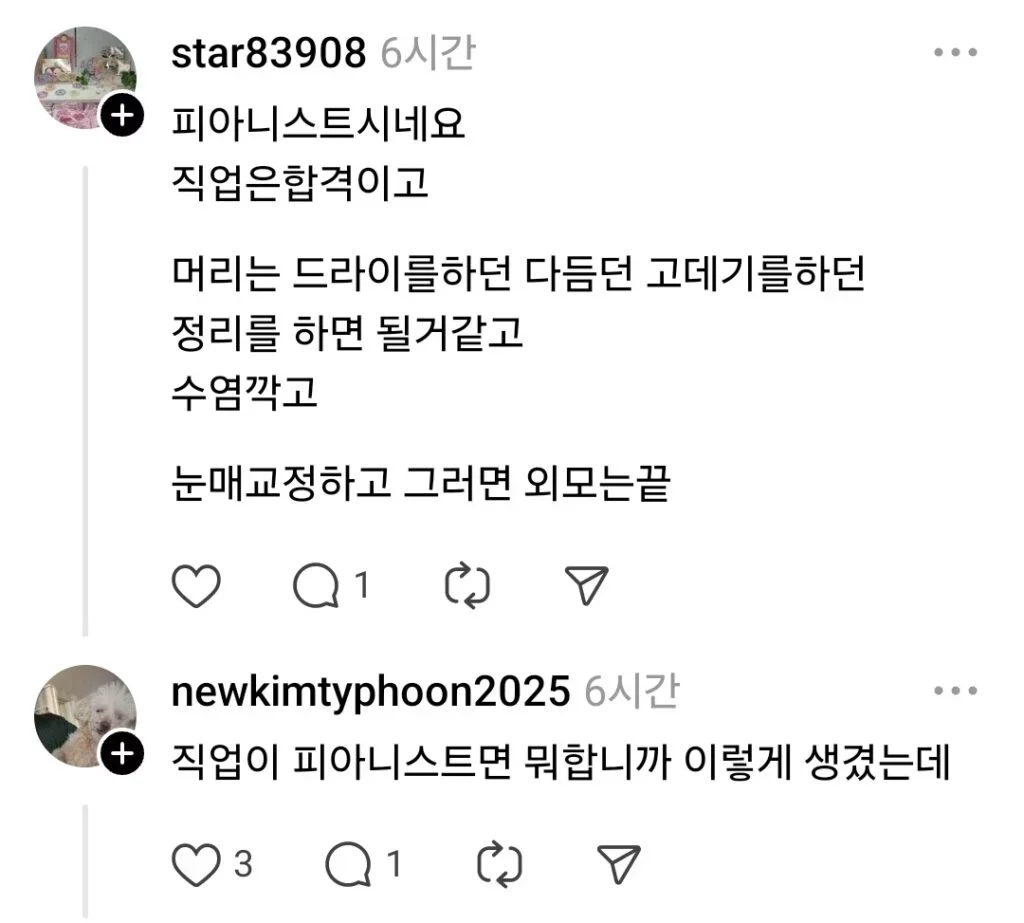 star83908 6시간
피아니스트시네요
직업은합격이고
머리는 드라이를하던 다듬던 고데기를하던
정리를 하면 될거같고
수염깍고
눈매교정하고 그러면 외모는끝
1
newkimtyphoon2025 6시간
직업이 피아니스트면 뭐합니까 이렇게 생겼는데
3 1